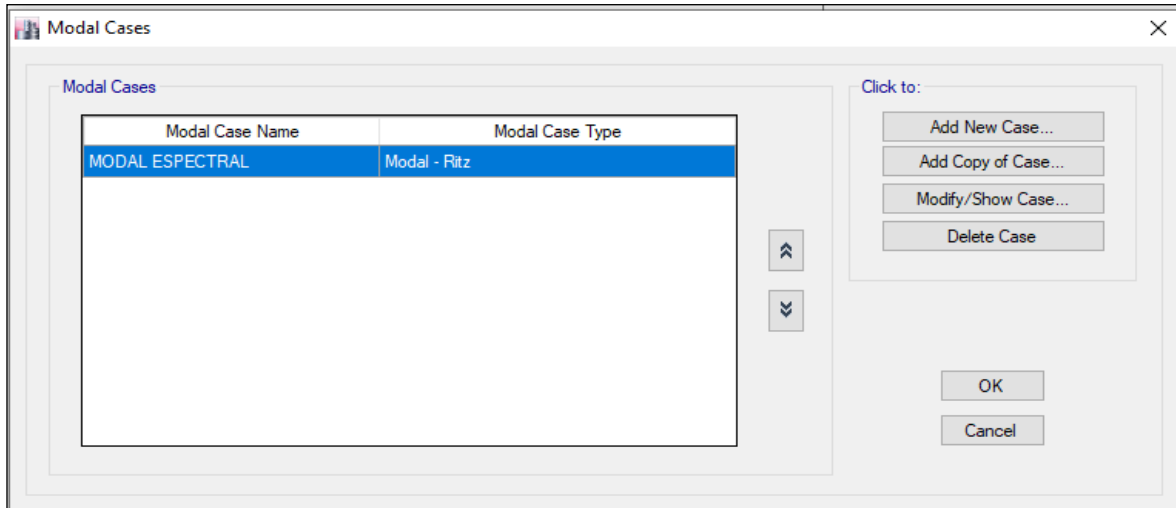 Modal Cases
Modal Cases
Modal Case Name Modal Case Type
MODAL ESPECTRAL Modal - Ritz
Click to:
Add New Case...
Add Copy of Case...
Modify/Show Case...
Delete Case
OK
Cancel